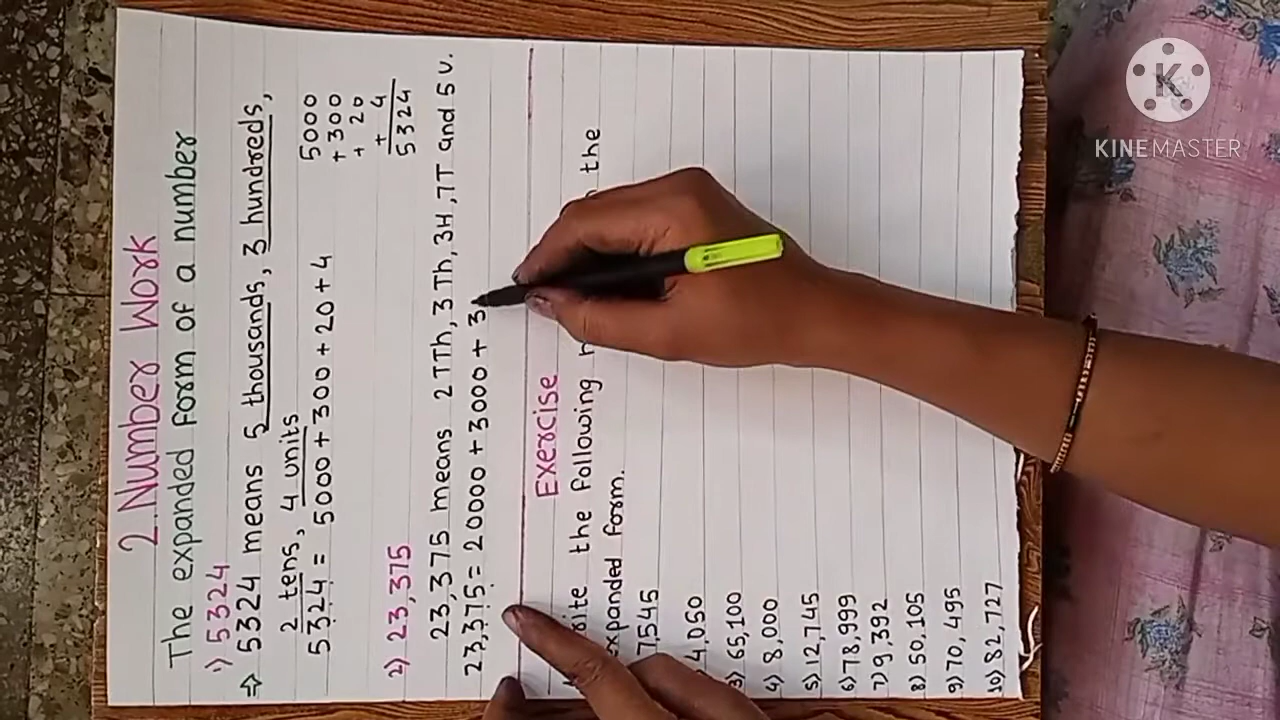 2. Number Work
The expanded form of a number
1) 5324
⇒ 5324 means 5 thousands, 3 hundreds,
2 tens, 4 units
5324 = 5000 + 300 + 20 + 4
5000
+ 300
+ 20
+ 4
5324
2) 23,375
23,375 means 2 TTh, 3 Th, 3H, 7T and 5 U.
23,375 = 20000 + 3000 + 3
Exercise
the following the
expanded form.
7545
4,050
3) 65,100
4) 8,000
5) 12,745
6) 78,999
7) 9,392
8) 50,105
9) 70,495
10) 82,727
KINEMASTER